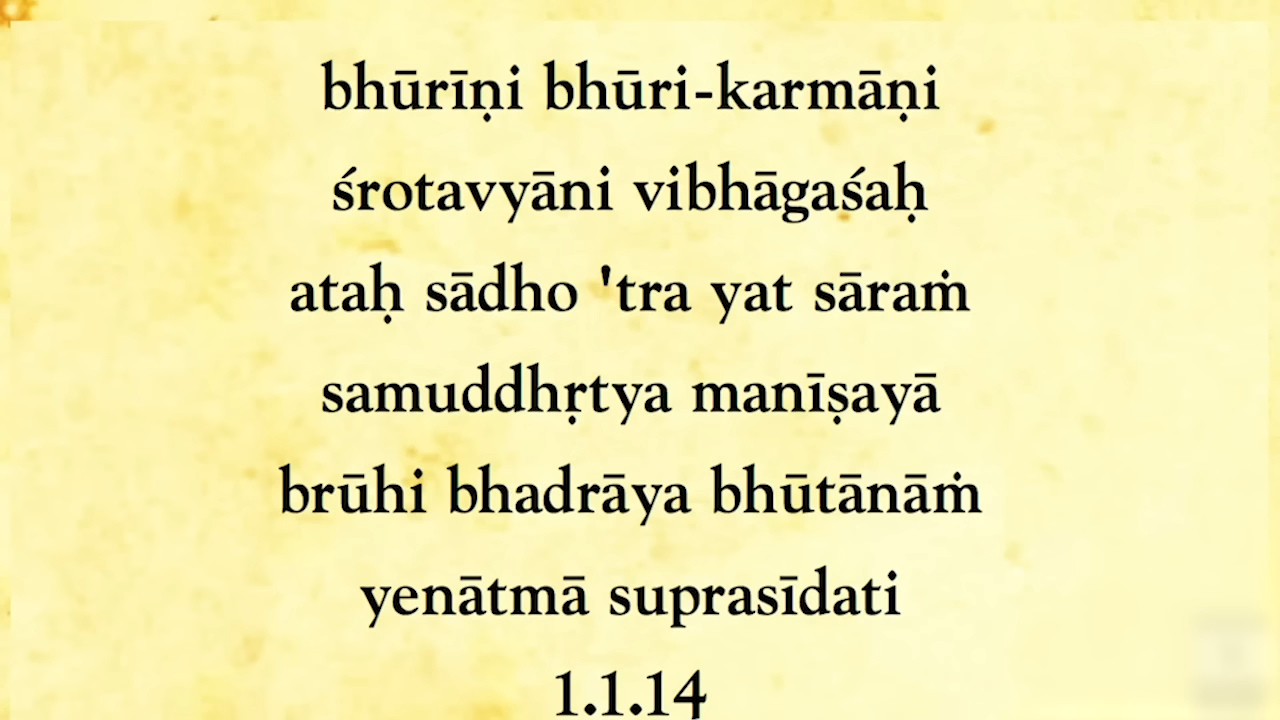 bhūrīṇi bhūri-karmāṇi
śrotavyāni vibhāgaśaḥ
ataḥ sādho 'tra yat sāraṁ
samuddhṛtya manīṣayā
brūhi bhadrāya bhūtānāṁ
yenātmā suprasīdati
1.1.14